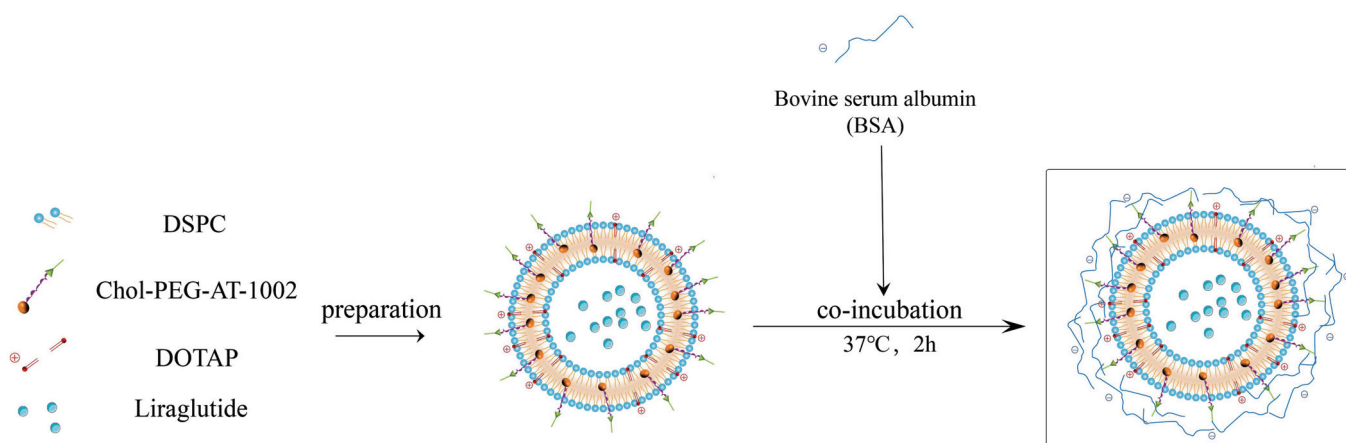 DSPC
Chol-PEG-AT-1002
DOTAP
Liraglutide
preparation
Bovine serum albumin
(BSA)
co-incubation
37℃，2h